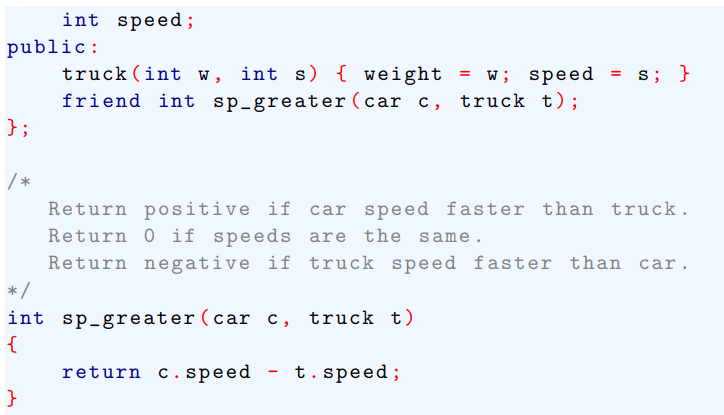 int speed;
public:
    truck(int w, int s) { weight = w; speed = s; }
    friend int sp_greater(car c, truck t);
};

/*
   Return positive if car speed faster than truck.
   Return 0 if speeds are the same.
   Return negative if truck speed faster than car.
*/
int sp_greater(car c, truck t)
{
    return c.speed - t.speed;
}